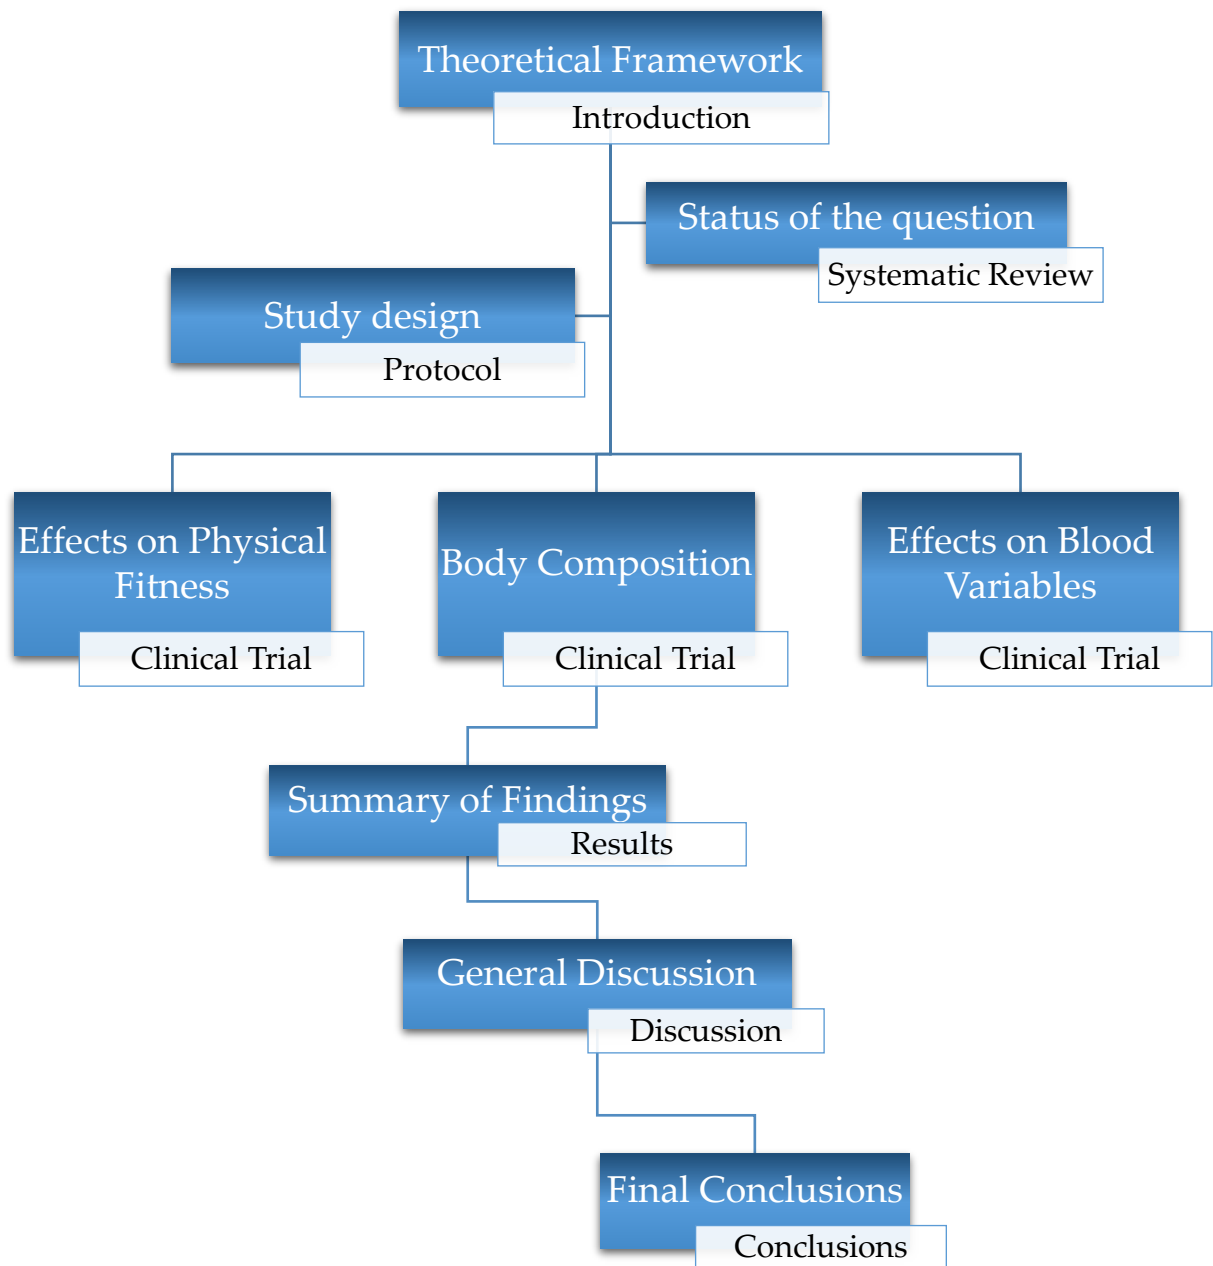 Theoretical Framework
Introduction
Status of the question
Systematic Review
Study design
Protocol
Effects on Physical
Fitness
Clinical Trial
Body Composition
Clinical Trial
Effects on Blood
Variables
Clinical Trial
Summary of Findings
Results
General Discussion
Discussion
Final Conclusions
Conclusions